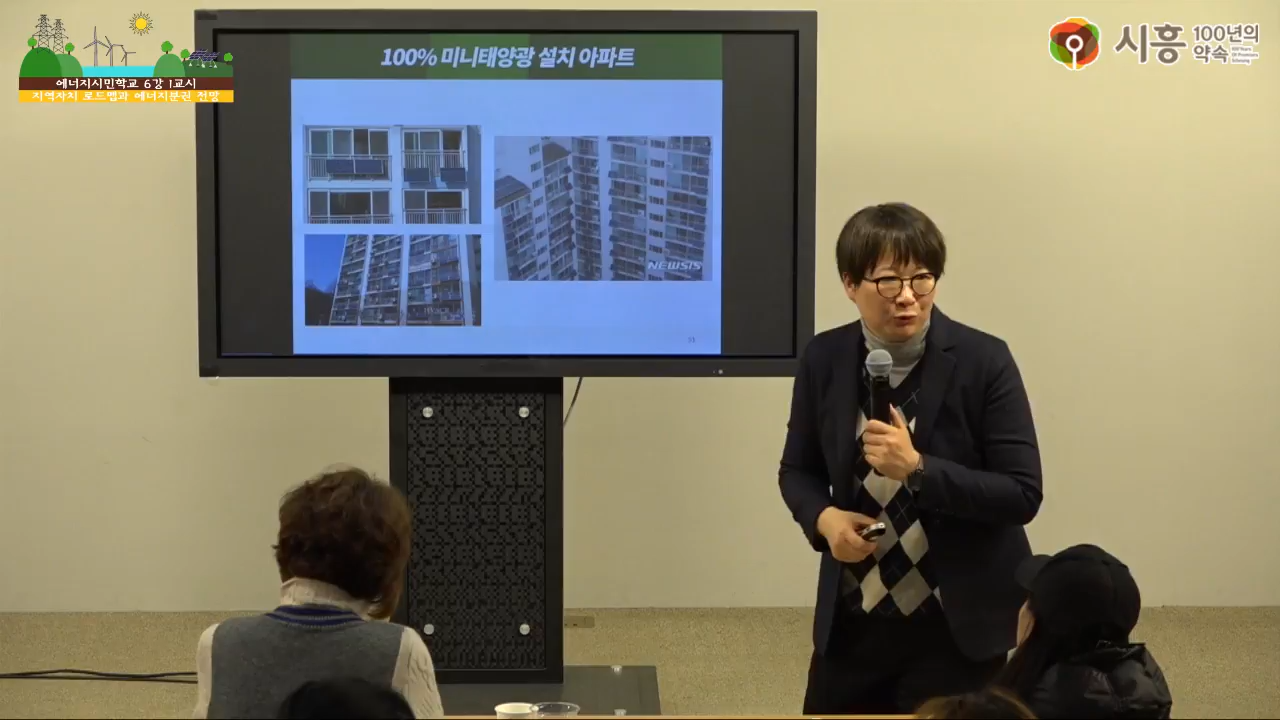 에너지시민학교 6강 1교시
지역자치 로드맵과 에너지분권 전망
100% 미니태양광 설치 아파트
NEWSIS
31
시흥
100년의
약속